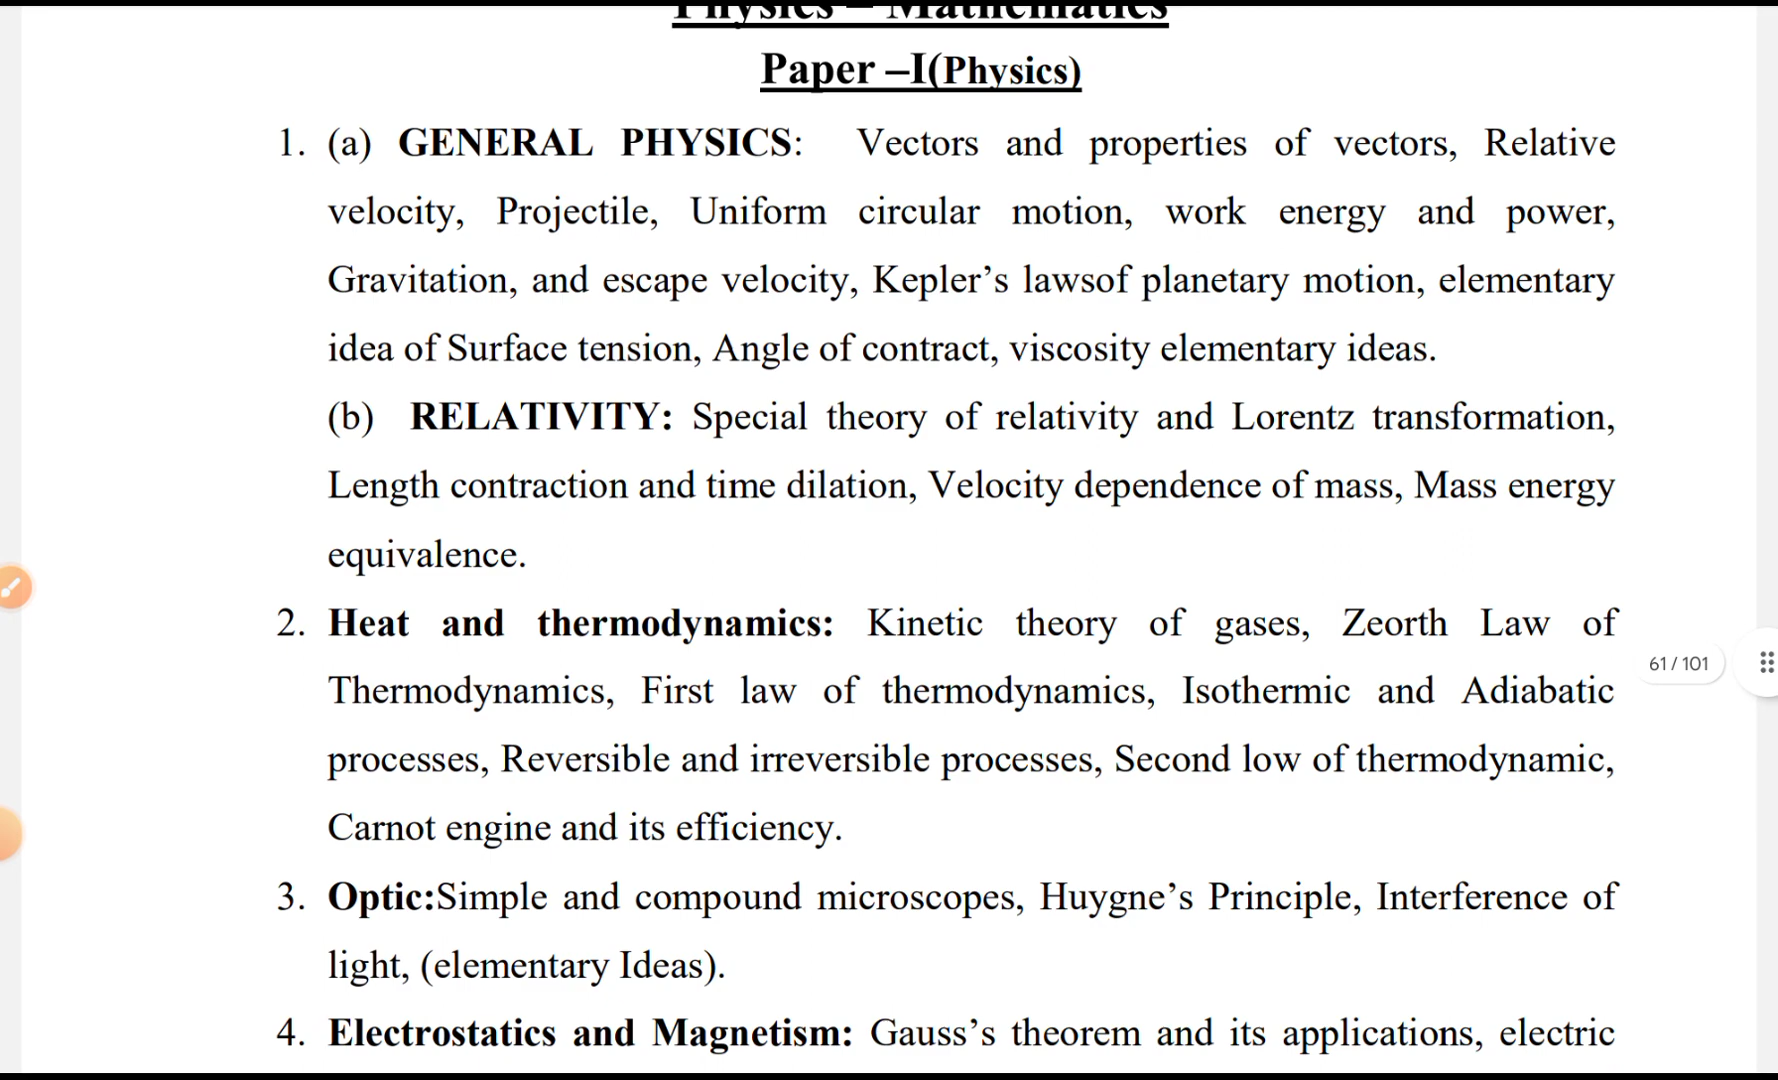 Physics – Mathematics
Paper –I(Physics)
1. (a) GENERAL PHYSICS: Vectors and properties of vectors, Relative
velocity, Projectile, Uniform circular motion, work energy and power,
Gravitation, and escape velocity, Kepler’s lawsof planetary motion, elementary
idea of Surface tension, Angle of contract, viscosity elementary ideas.
(b) RELATIVITY: Special theory of relativity and Lorentz transformation,
Length contraction and time dilation, Velocity dependence of mass, Mass energy
equivalence.
2. Heat and thermodynamics: Kinetic theory of gases, Zeorth Law of
61 / 101
Thermodynamics, First law of thermodynamics, Isothermic and Adiabatic
processes, Reversible and irreversible processes, Second low of thermodynamic,
Carnot engine and its efficiency.
3. Optic:Simple and compound microscopes, Huygne’s Principle, Interference of
light, (elementary Ideas).
4. Electrostatics and Magnetism: Gauss’s theorem and its applications, electric